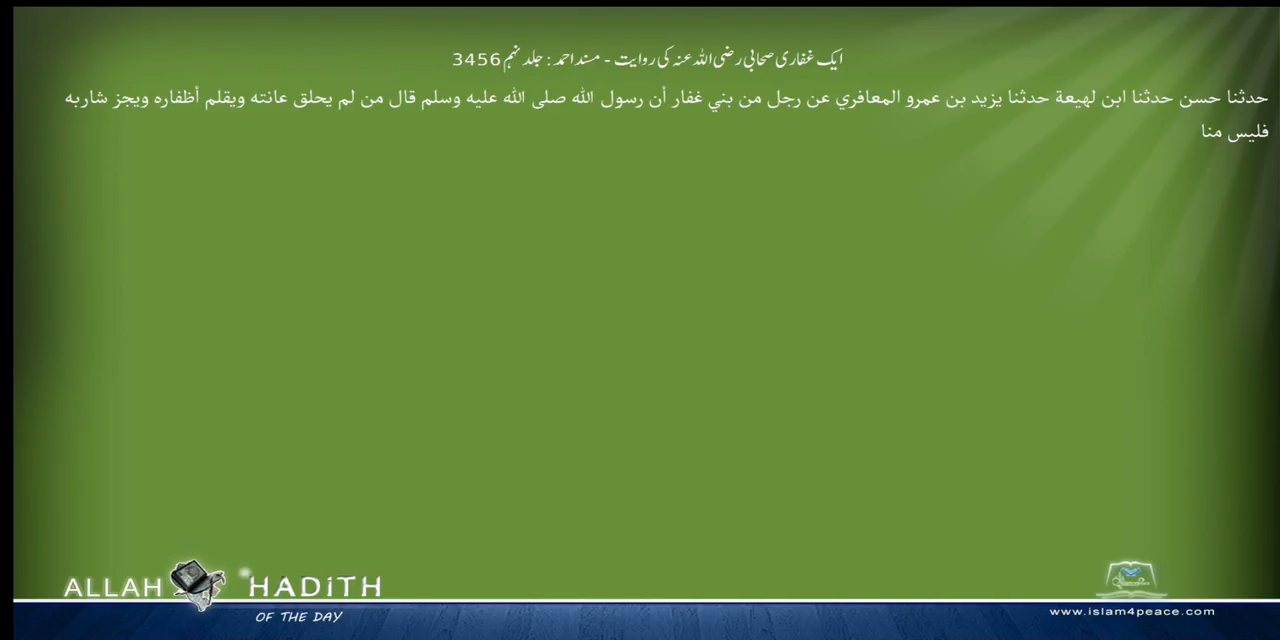 ایک غفاری صحابی رضی اللہ عنہ کی روایت - مسند احمد : جلد نہم 3456
حدثنا حسن حدثنا ابن لهيعة حدثنا يزيد بن عمرو المعافري عن رجل من بني غفار أن رسول الله صلى الله عليه وسلم قال من لم يحلق عانته ويقلم أظفاره ويجز شاربه
فليس منا
ALLAH HADITH
OF THE DAY
www.islam4peace.com